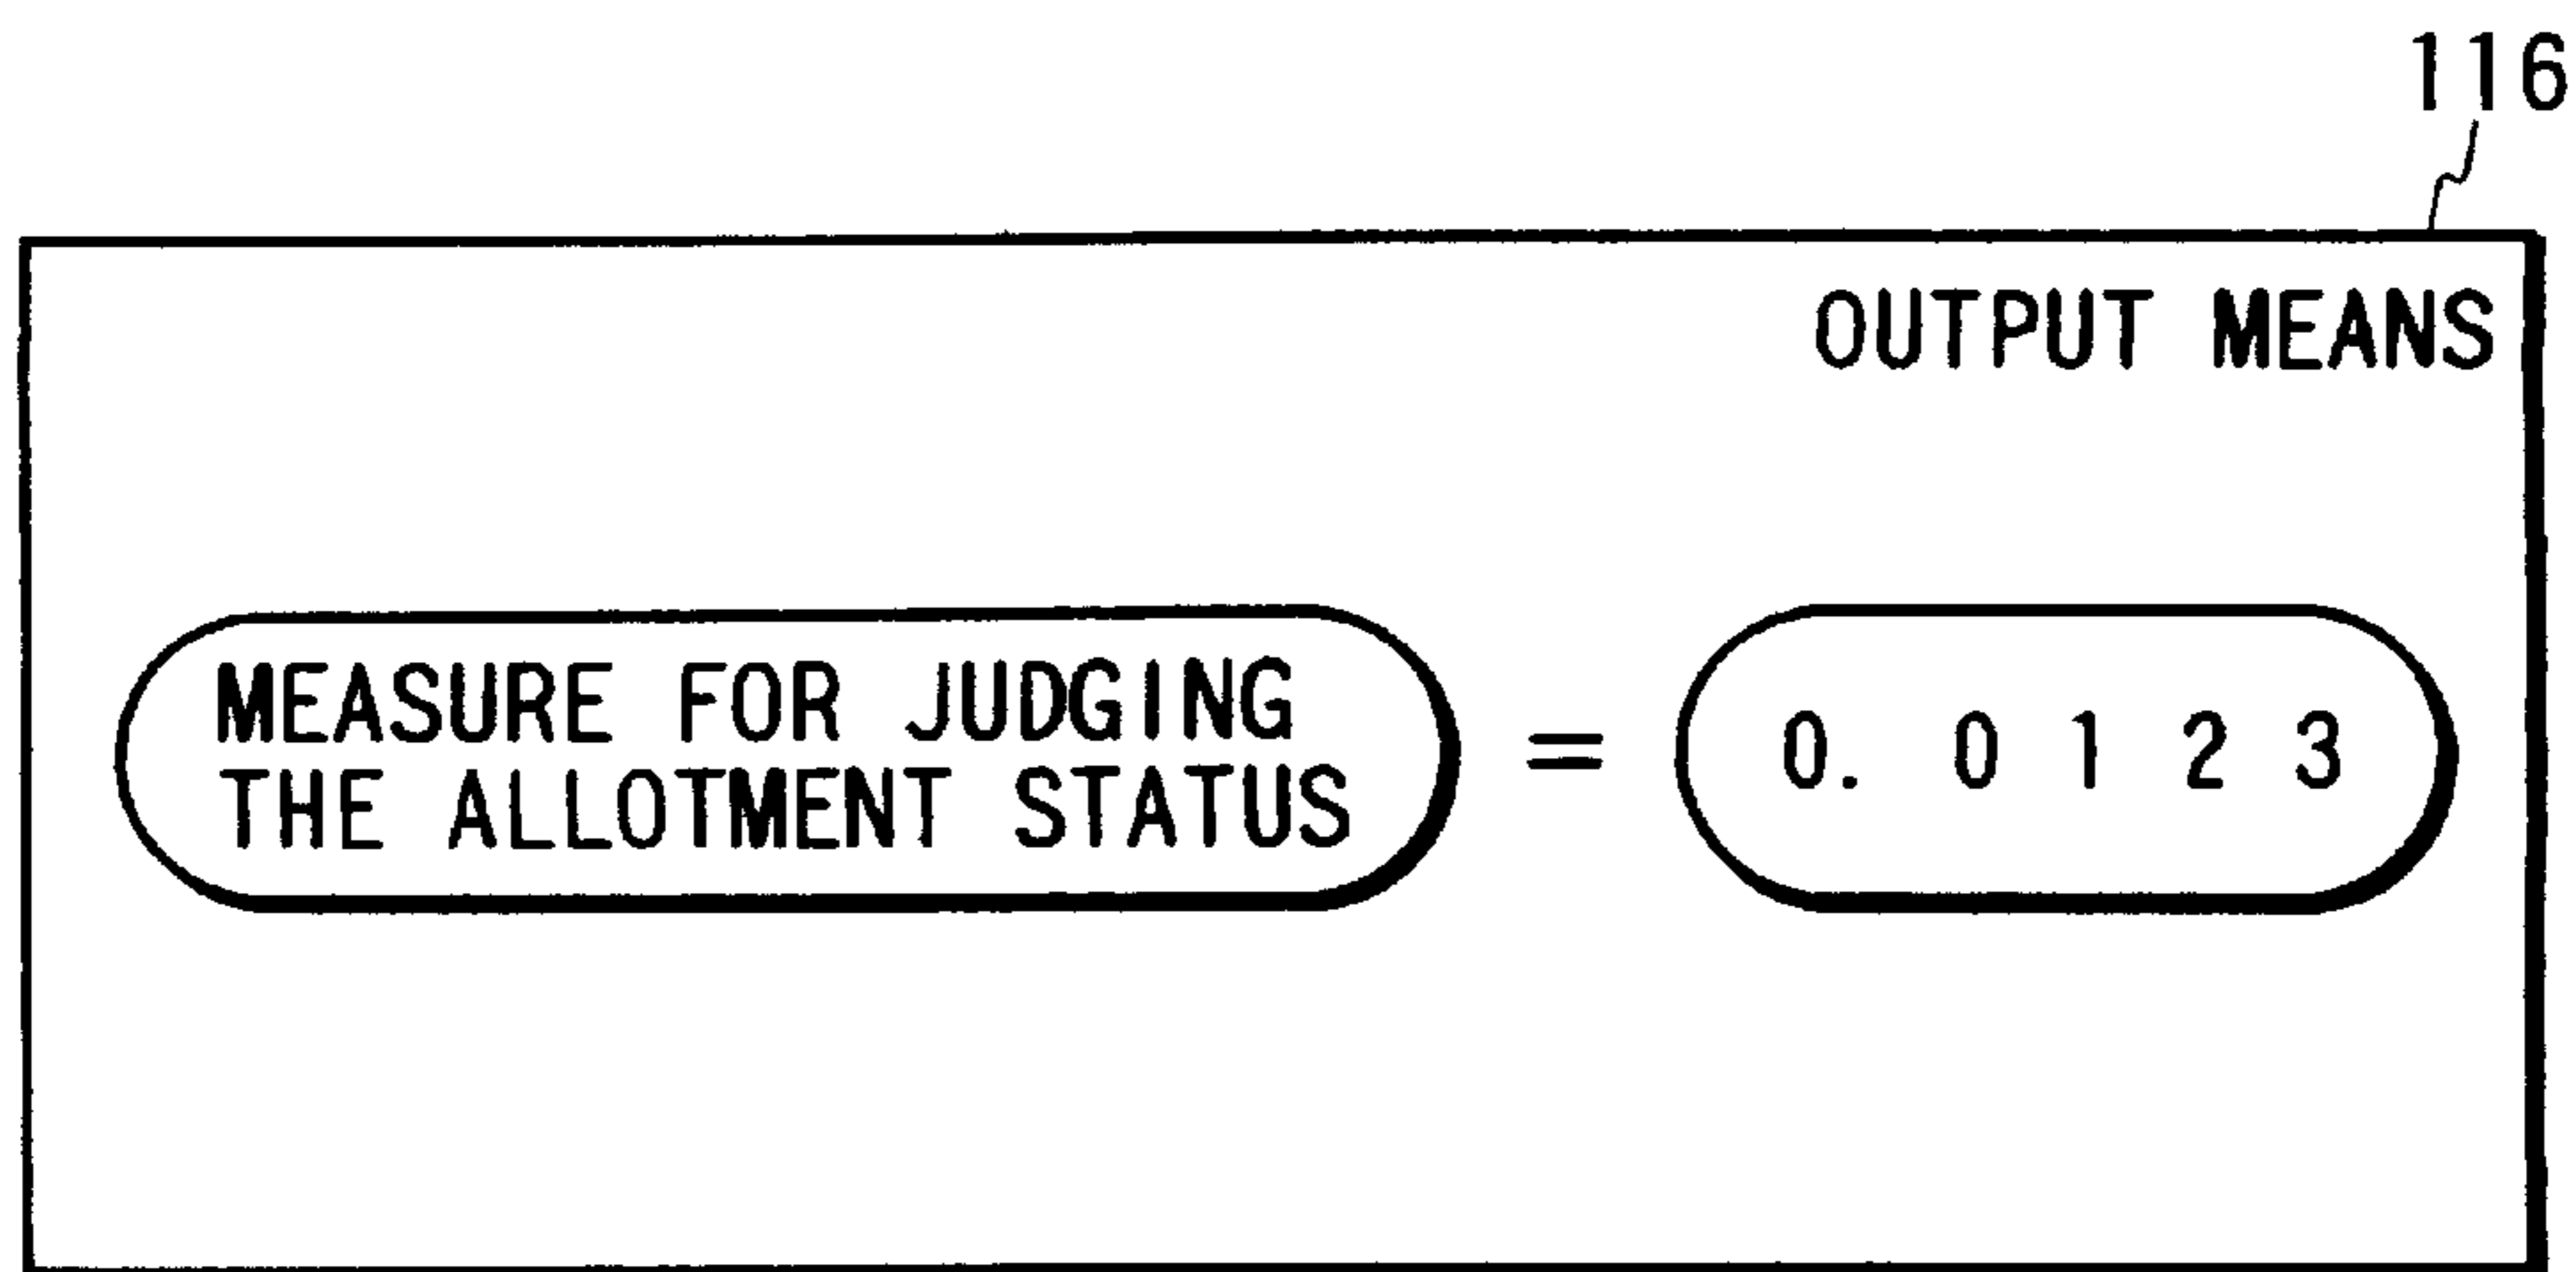 116
OUTPUT MEANS
MEASURE FOR JUDGING
THE ALLOTMENT STATUS
= 0. 0 1 2 3